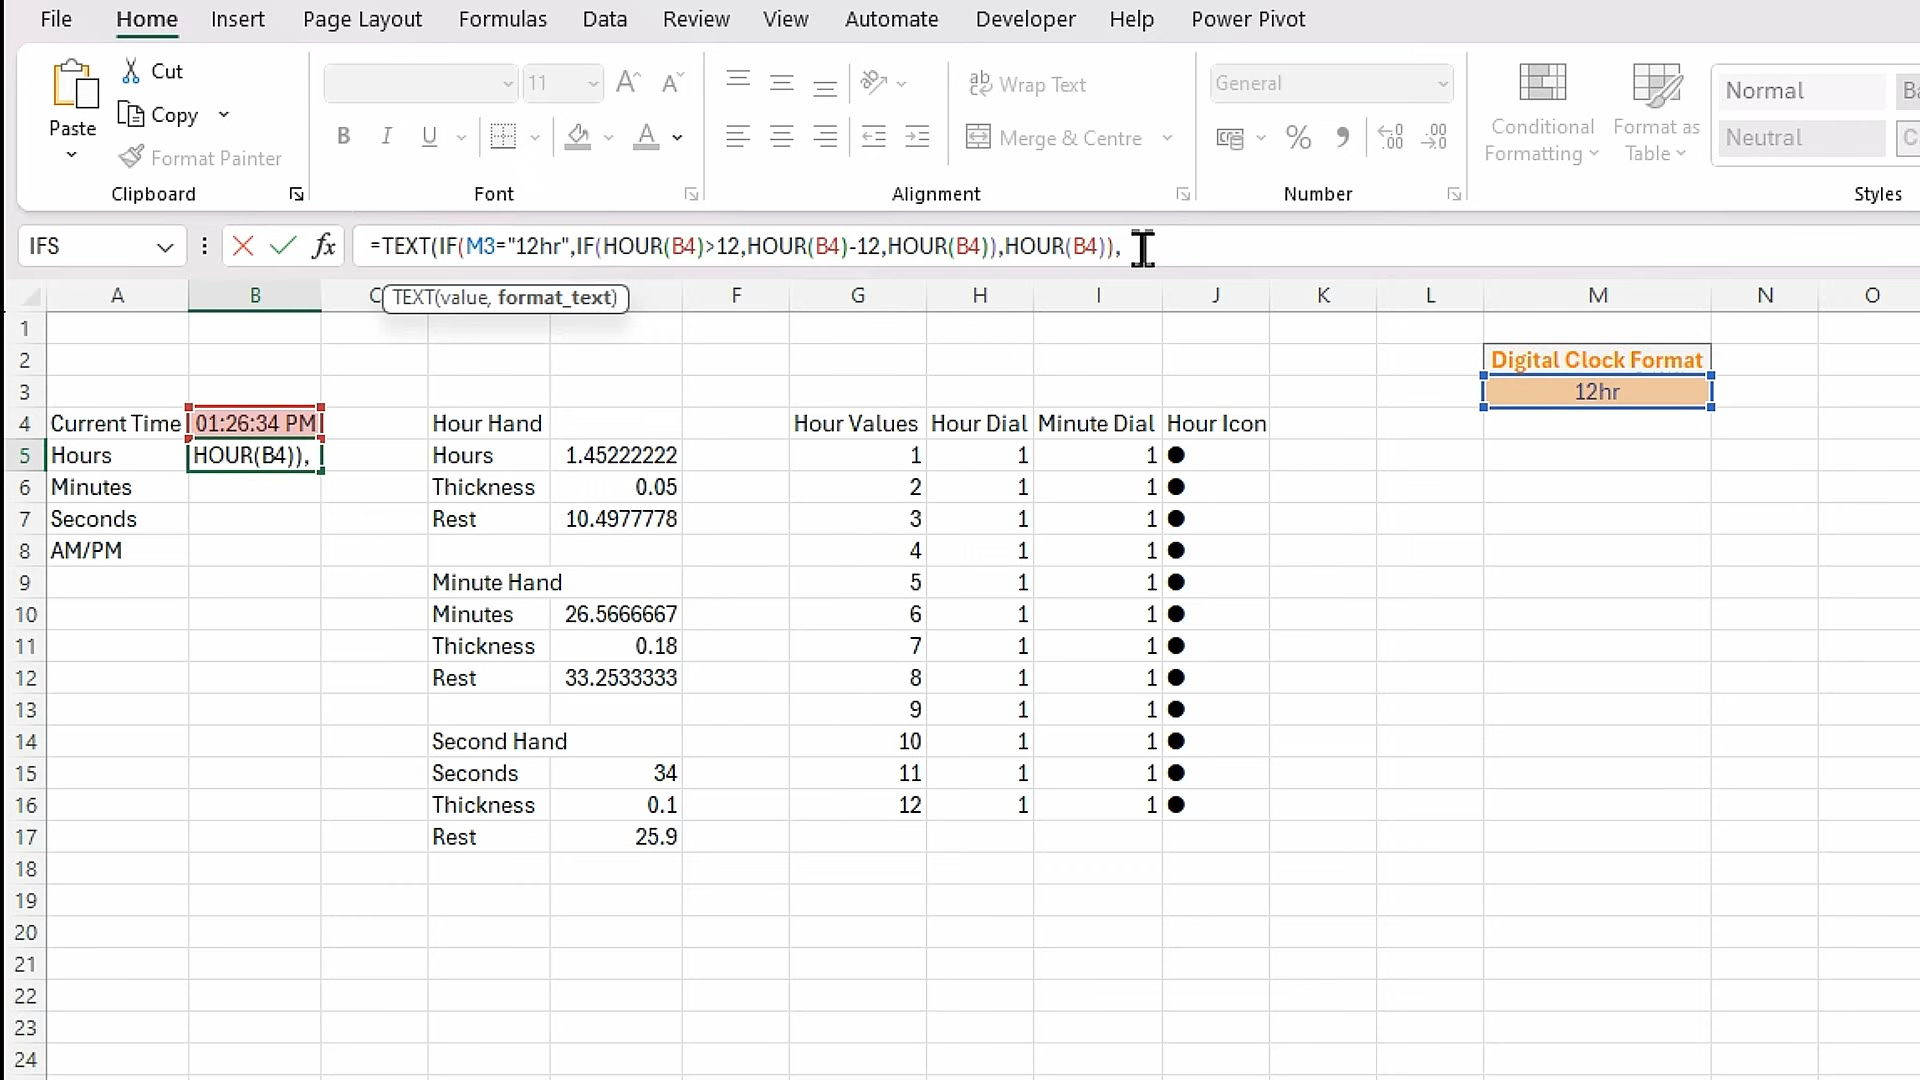 File Home Insert Page Layout Formulas Data Review View Automate Developer Help Power Pivot
Paste
Cut
Copy
Format Painter
Clipboard
11
Font
Wrap Text
Merge & Centre
Alignment
General
Number
Conditional Formatting
Format as Table
Normal
Neutral
Styles
IFS =TEXT(IF(M3="12hr",IF(HOUR(B4)>12,HOUR(B4)-12,HOUR(B4)),HOUR(B4)),
A B C F G H I J K L M N O
TEXT(value, format_text)
1
2 Digital Clock Format
3 12hr
4 Current Time 01:26:34 PM Hour Hand Hour Values Hour Dial Minute Dial Hour Icon
5 Hours HOUR(B4)), Hours 1.45222222 1 1 1 ●
6 Minutes Thickness 0.05 2 1 1 ●
7 Seconds Rest 10.4977778 3 1 1 ●
8 AM/PM 4 1 1 ●
9 Minute Hand 5 1 1 ●
10 Minutes 26.5666667 6 1 1 ●
11 Thickness 0.18 7 1 1 ●
12 Rest 33.2533333 8 1 1 ●
13 9 1 1 ●
14 Second Hand 10 1 1 ●
15 Seconds 34 11 1 1 ●
16 Thickness 0.1 12 1 1 ●
17 Rest 25.9
18
19
20
21
22
23
24